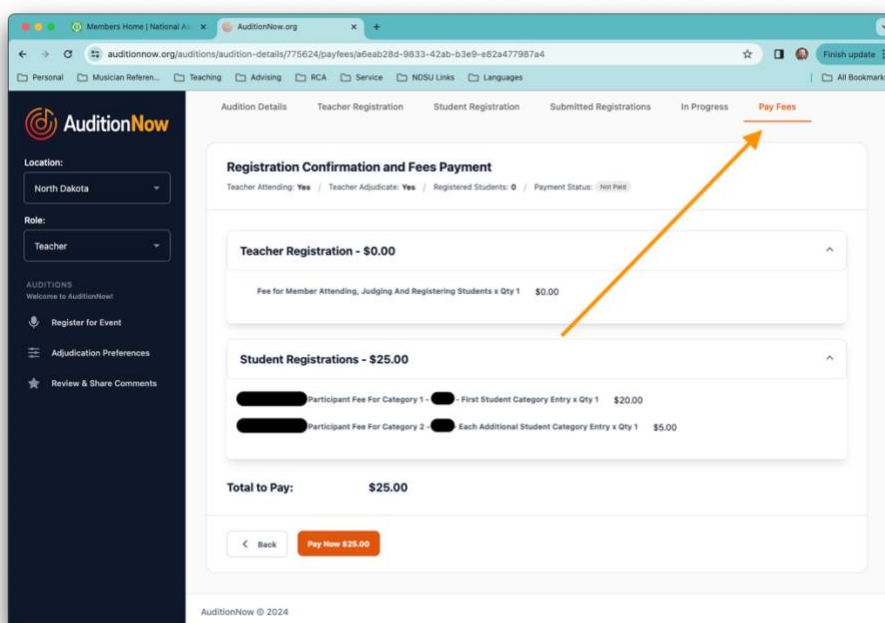 Members Home | National As
AuditionNow.org
auditionnow.org/auditions/audition-details/775624/payfees/a6eab28d-9833-42ab-b3e9-e82a477987a4
Finish update
Personal
Musician Referen...
Teaching
Advising
RCA
Service
NDSU Links
Languages
All Bookmarks
AuditionNow
Location:
North Dakota
Role:
Teacher
AUDITIONS
Welcome to AuditionNow!
Register for Event
Adjudication Preferences
Review & Share Comments
Audition Details
Teacher Registration
Student Registration
Submitted Registrations
In Progress
Pay Fees
Registration Confirmation and Fees Payment
Teacher Attending: Yes / Teacher Adjudicate: Yes / Registered Students: 0 / Payment Status: Not Paid
Teacher Registration - $0.00
Fee for Member Attending, Judging And Registering Students x Qty 1 $0.00
Student Registrations - $25.00
Participant Fee For Category 1 - - First Student Category Entry x Qty 1 $20.00
Participant Fee For Category 2 - - Each Additional Student Category Entry x Qty 1 $5.00
Total to Pay: $25.00
Back
Pay Now $25.00
AuditionNow © 2024